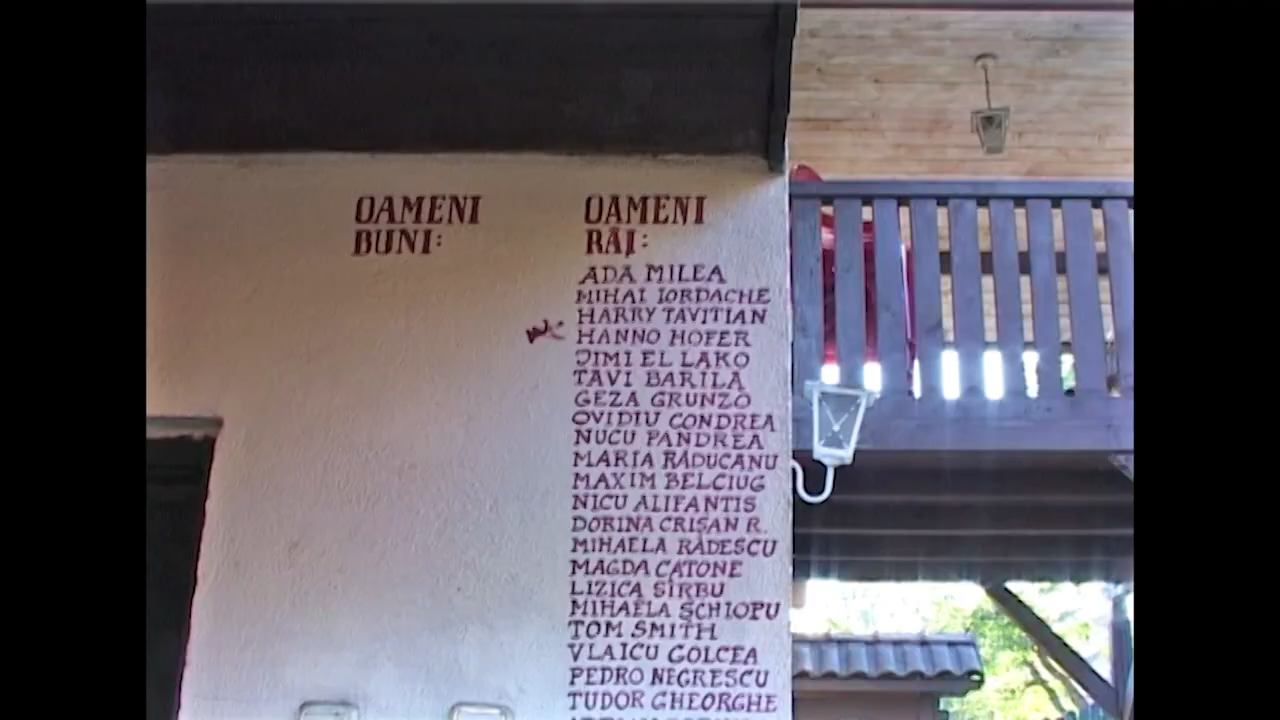 OAMENI
BUNI:
OAMENI
RĂI:
ADA MILEA
MIHAI IORDACHE
HARRY TAVITIAN
HANNO HOFER
JIMI EL LAKO
TAVI BARILĂ
GEZA GRUNZO
OVIDIU CONDREA
NUCU PANDREA
MARIA RĂDUCANU
MAXIM BELCIUG
NICU ALIFANTIS
DORINA CRIŞAN R.
MIHAELA RĂDESCU
MAGDA CATONE
LIZICA SÎRBU
MIHAELA ŞCHIOPU
TOM SMITH
VLAICU GOLCEA
PEDRO NEGRESCU
TUDOR GHEORGHE